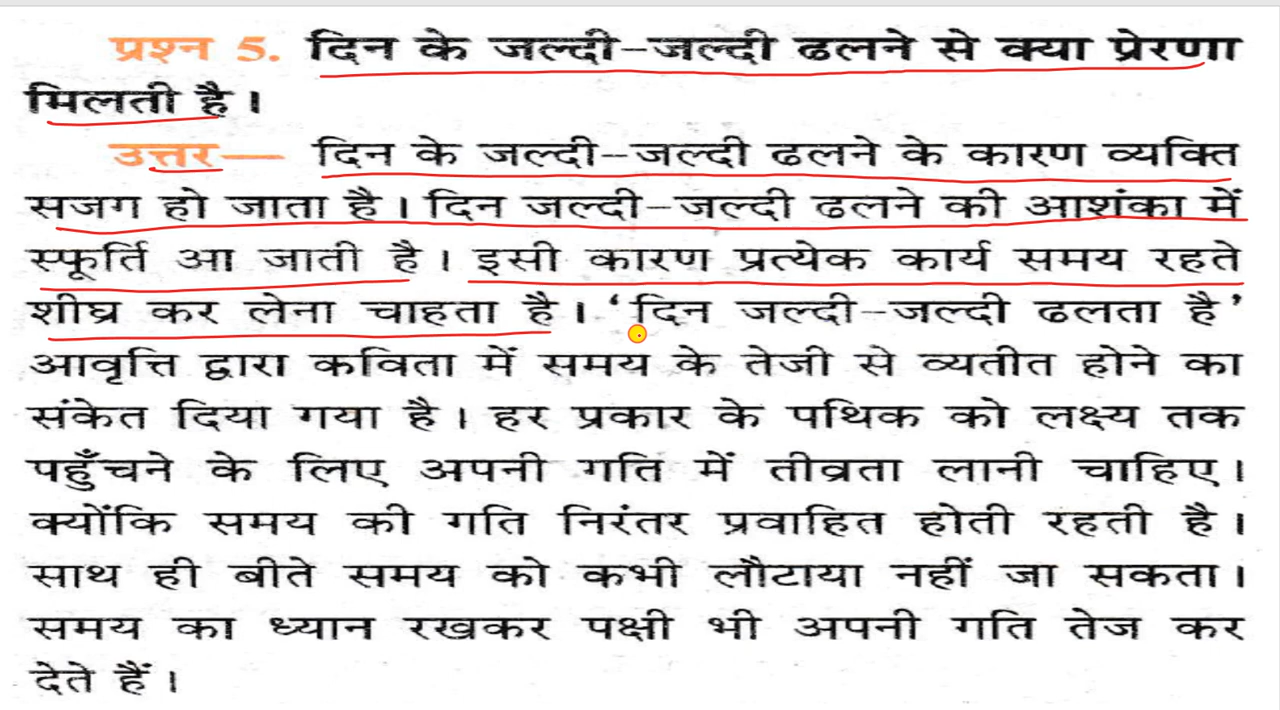 प्रश्न 5. दिन के जल्दी-जल्दी ढलने से क्या प्रेरणा
मिलती है।
उत्तर— दिन के जल्दी-जल्दी ढलने के कारण व्यक्ति
सजग हो जाता है। दिन जल्दी-जल्दी ढलने की आशंका में
स्फूर्ति आ जाती है। इसी कारण प्रत्येक कार्य समय रहते
शीघ्र कर लेना चाहता है। 'दिन जल्दी-जल्दी ढलता है'
आवृत्ति द्वारा कविता में समय के तेजी से व्यतीत होने का
संकेत दिया गया है। हर प्रकार के पथिक को लक्ष्य तक
पहुँचने के लिए अपनी गति में तीव्रता लानी चाहिए।
क्योंकि समय की गति निरंतर प्रवाहित होती रहती है।
साथ ही बीते समय को कभी लौटाया नहीं जा सकता।
समय का ध्यान रखकर पक्षी भी अपनी गति तेज कर
देते हैं।